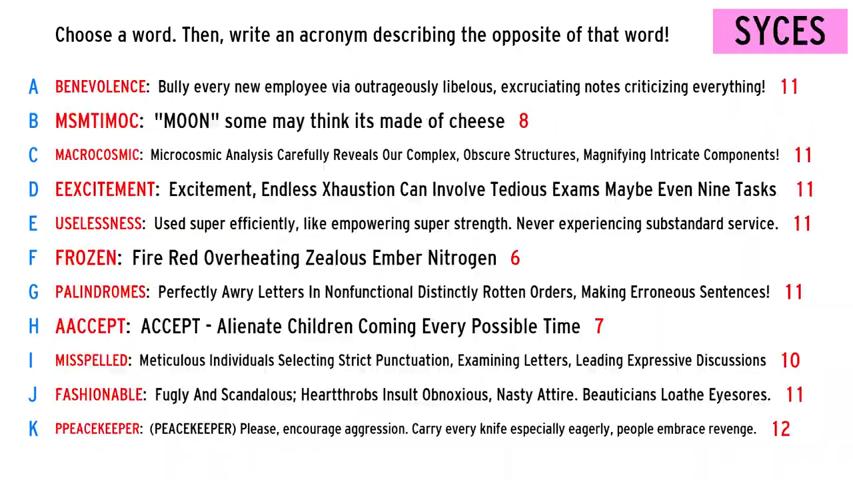 Choose a word. Then, write an acronym describing the opposite of that word!
SYCES
A BENEVOLENCE: Bully every new employee via outrageously libelous, excruciating notes criticizing everything! 11
B MSMTIMOC: "MOON" some may think its made of cheese 8
C MACROCOSMIC: Microcosmic Analysis Carefully Reveals Our Complex, Obscure Structures, Magnifying Intricate Components! 11
D EEXCITEMENT: Excitement, Endless Xhaustion Can Involve Tedious Exams Maybe Even Nine Tasks 11
E USELESSNESS: Used super efficiently, like empowering super strength. Never experiencing substandard service. 11
F FROZEN: Fire Red Overheating Zealous Ember Nitrogen 6
G PALINDROMES: Perfectly Awry Letters In Nonfunctional Distinctly Rotten Orders, Making Erroneous Sentences! 11
H AACCEPT: ACCEPT - Alienate Children Coming Every Possible Time 7
I MISSPELLED: Meticulous Individuals Selecting Strict Punctuation, Examining Letters, Leading Expressive Discussions 10
J FASHIONABLE: Fugly And Scandalous; Heartthrobs Insult Obnoxious, Nasty Attire. Beauticians Loathe Eyesores. 11
K PPEACEKEEPER: (PEACEKEEPER) Please, encourage aggression. Carry every knife especially eagerly, people embrace revenge. 12